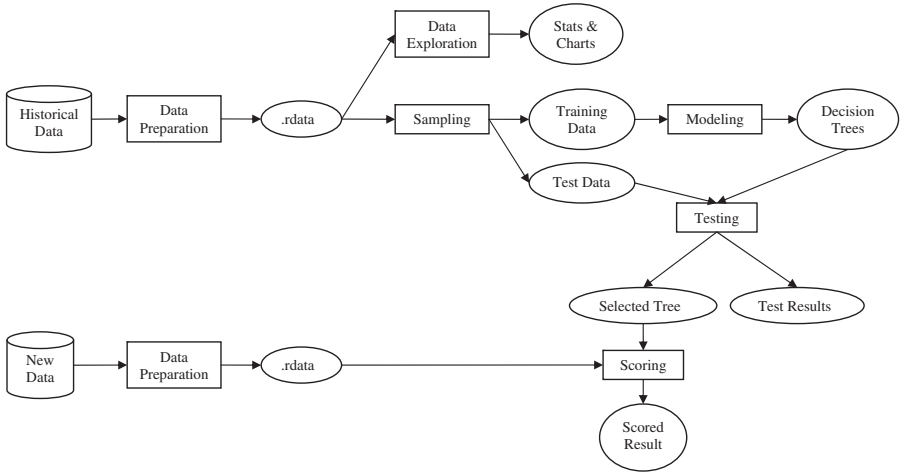 Data
Exploration
Stats &
Charts
Historical
Data
Data
Preparation
.rdata
Sampling
Training
Data
Modeling
Decision
Trees
Test Data
Testing
Selected Tree
Test Results
New
Data
Data
Preparation
.rdata
Scoring
Scored
Result